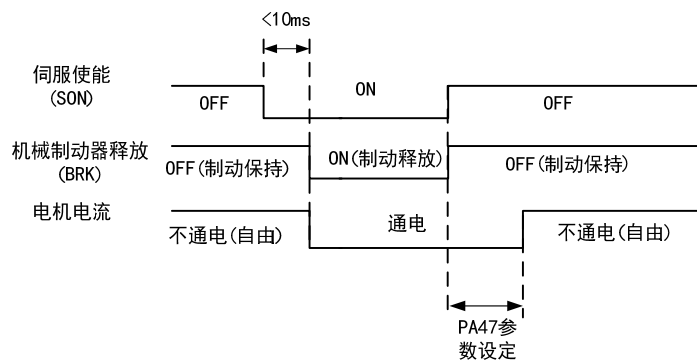 <10ms
伺服使能
(SON)
OFF
ON
OFF
机械制动器释放
(BRK)
OFF(制动保持)
ON(制动释放)
OFF(制动保持)
电机电流
不通电(自由)
通电
不通电(自由)
PA47参
数设定